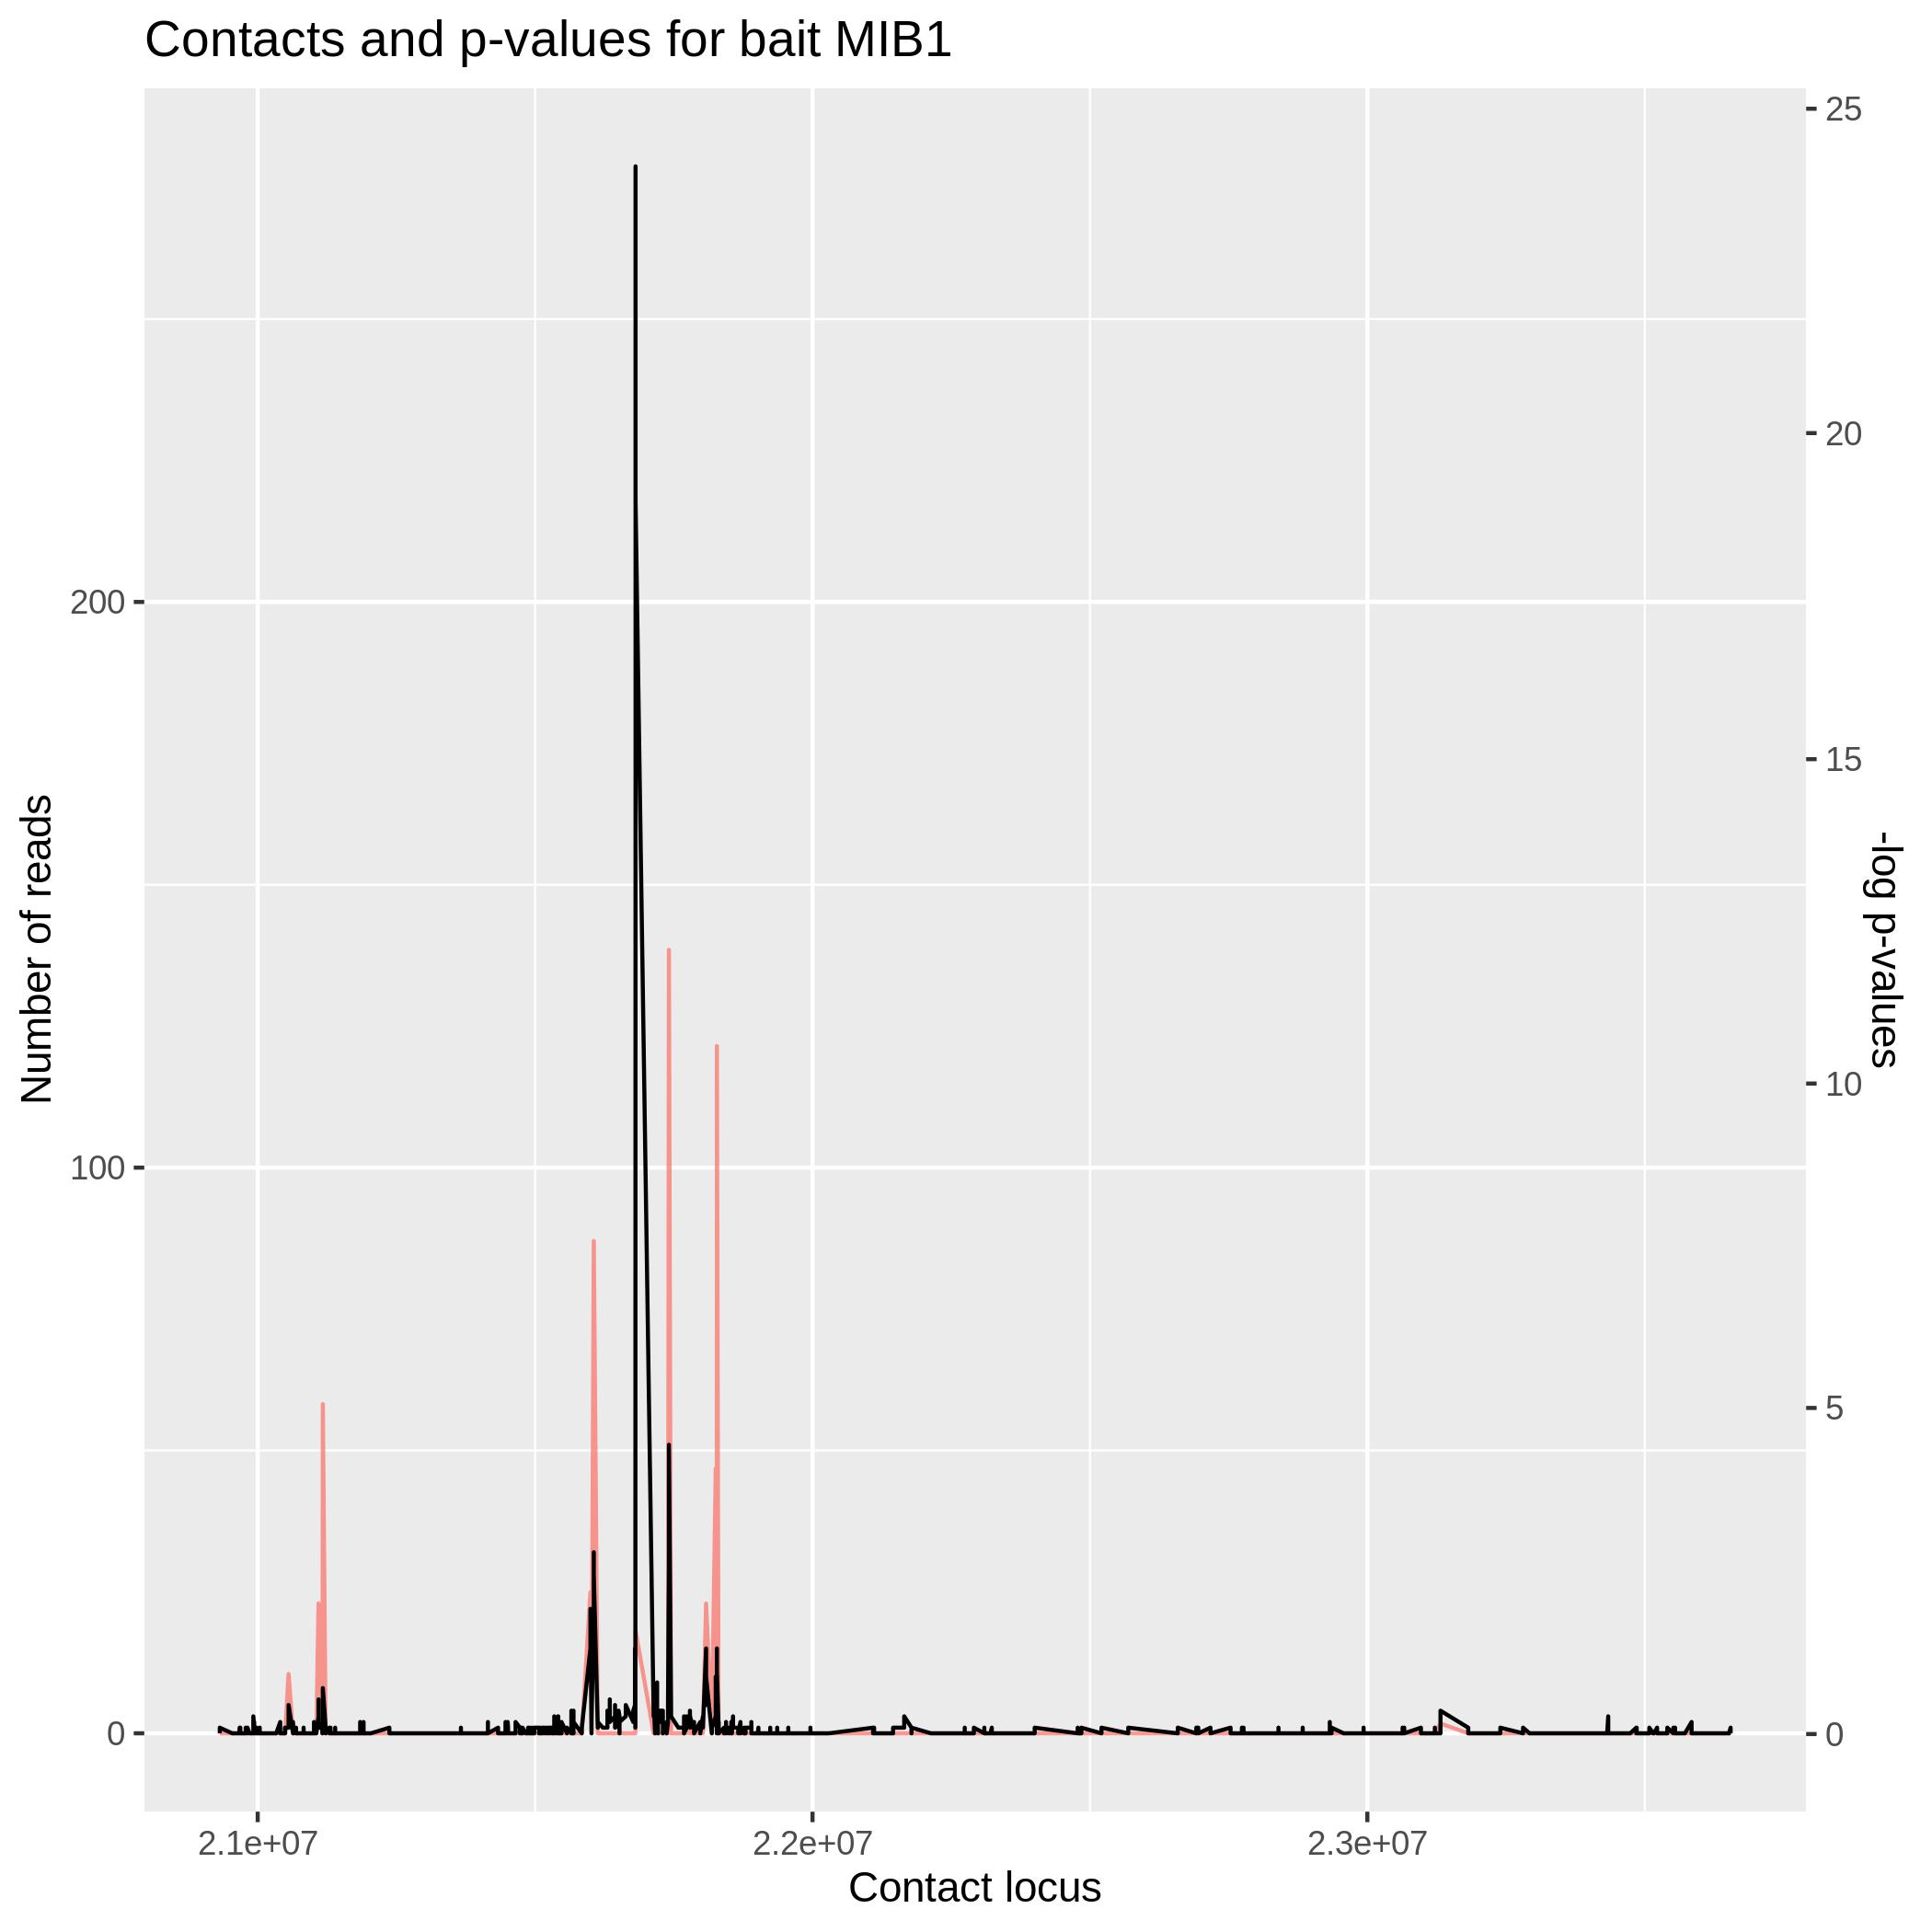 Contacts and p-values for bait MIB1
Number of reads
200
100
0
25
20
15
10
5
0
-log p-values
2.1e+07
2.2e+07
2.3e+07
Contact locus